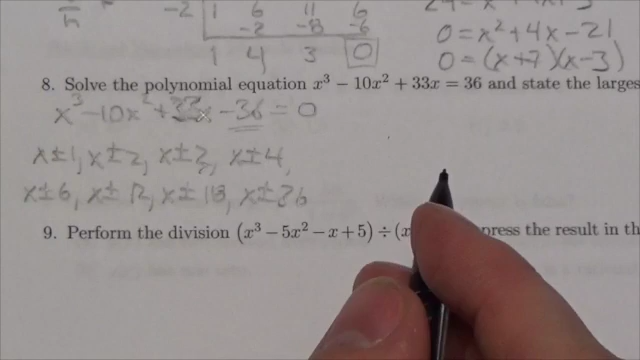 -2 | 1 6 11 6
-2 -8 -6
1 4 3 0
0 = x² + 4x - 21
0 = (x + 7)(x - 3)
8. Solve the polynomial equation x³ − 10x² + 33x = 36 and state the larges
x³ - 10x² + 33x - 36 = 0
x±1, x±2, x±3, x±4,
x±6, x±12, x±18, x±36
9. Perform the division (x³ − 5x² − x + 5) ÷ (x press the result in th